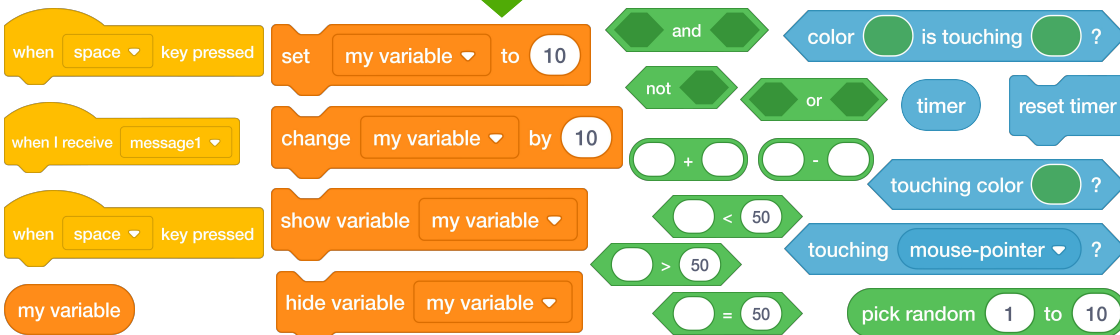 when space key pressed
when I receive message1
when space key pressed
my variable
set my variable to 10
change my variable by 10
show variable my variable
hide variable my variable
and
not
or
+
-
< 50
> 50
= 50
color is touching ?
timer
reset timer
touching color ?
touching mouse-pointer ?
pick random 1 to 10